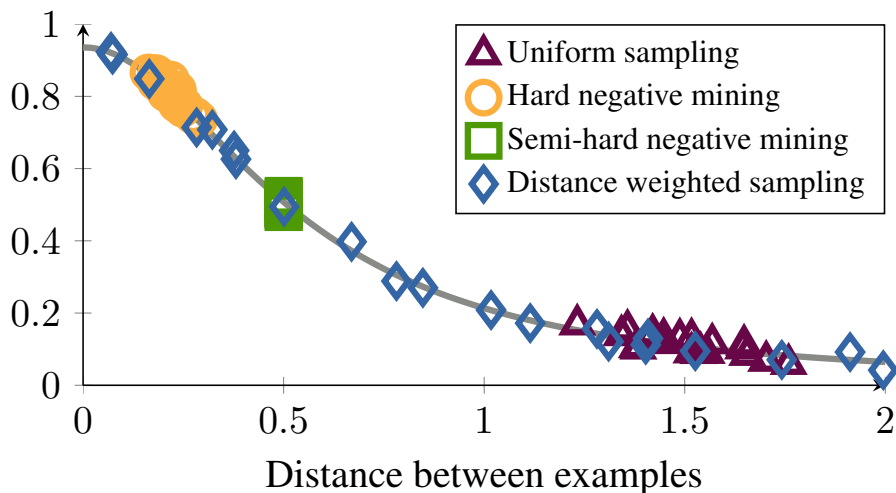 1
0.8
0.6
0.4
0.2
0
0 0.5 1 1.5 2
Distance between examples
Uniform sampling
Hard negative mining
Semi-hard negative mining
Distance weighted sampling